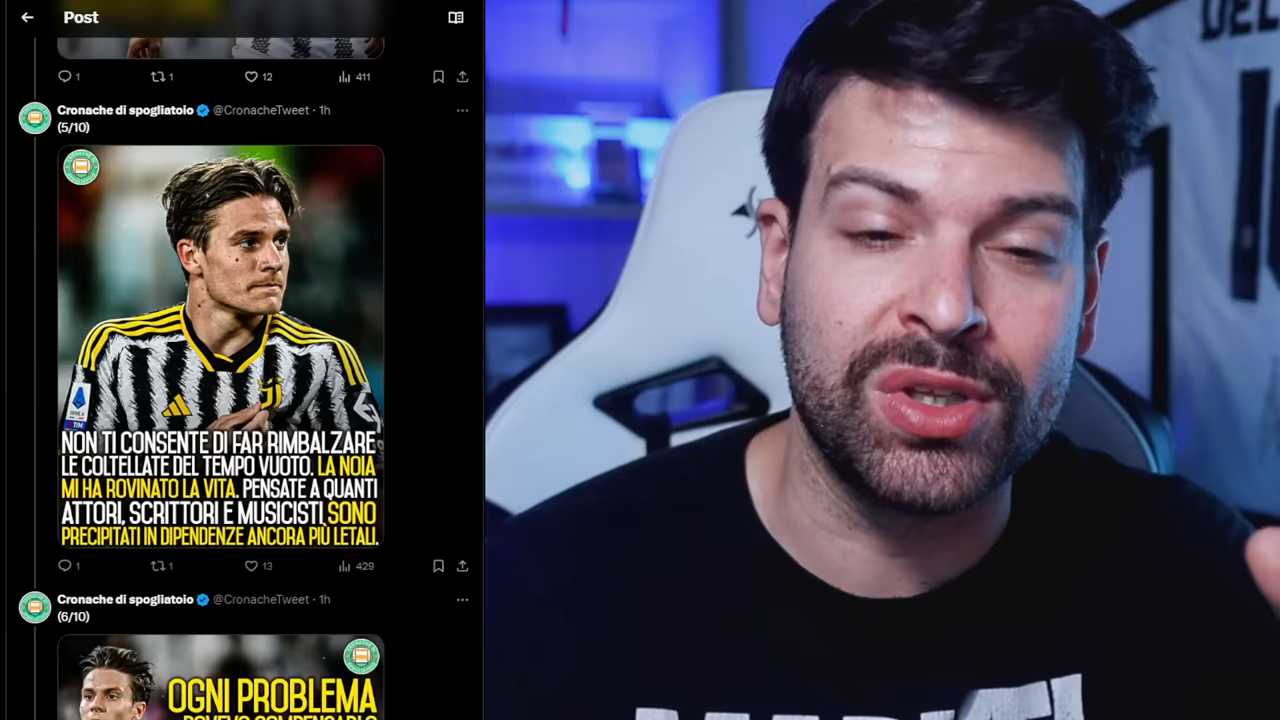 Post
1
1
12
411
Cronache di spogliatoio @CronacheTweet · 1h
(5/10)
NON TI CONSENTE DI FAR RIMBALZARE
LE COLTELLATE DEL TEMPO VUOTO. LA NOIA
MI HA ROVINATO LA VITA. PENSATE A QUANTI
ATTORI, SCRITTORI E MUSICISTI SONO
PRECIPITATI IN DIPENDENZE ANCORA PIÙ LETALI.
1
1
13
429
Cronache di spogliatoio @CronacheTweet · 1h
(6/10)
OGNI PROBLEMA
DOVEVO COMPENSARLO